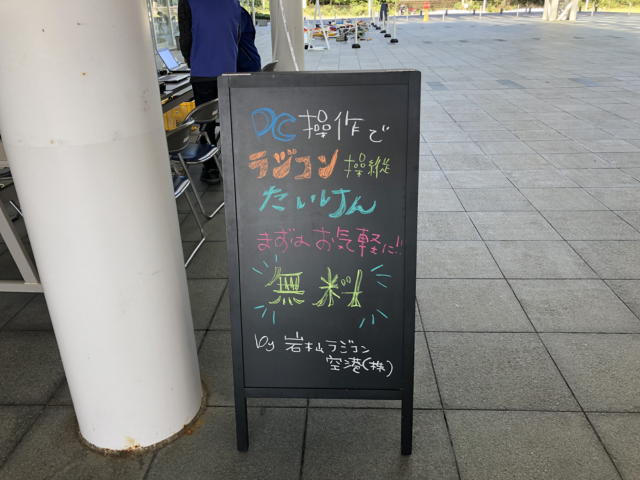 PC操作で
ラジコン操縦
たいけん
まずはお気軽に!!
無料
by 岩松ラジコン
空港(株)